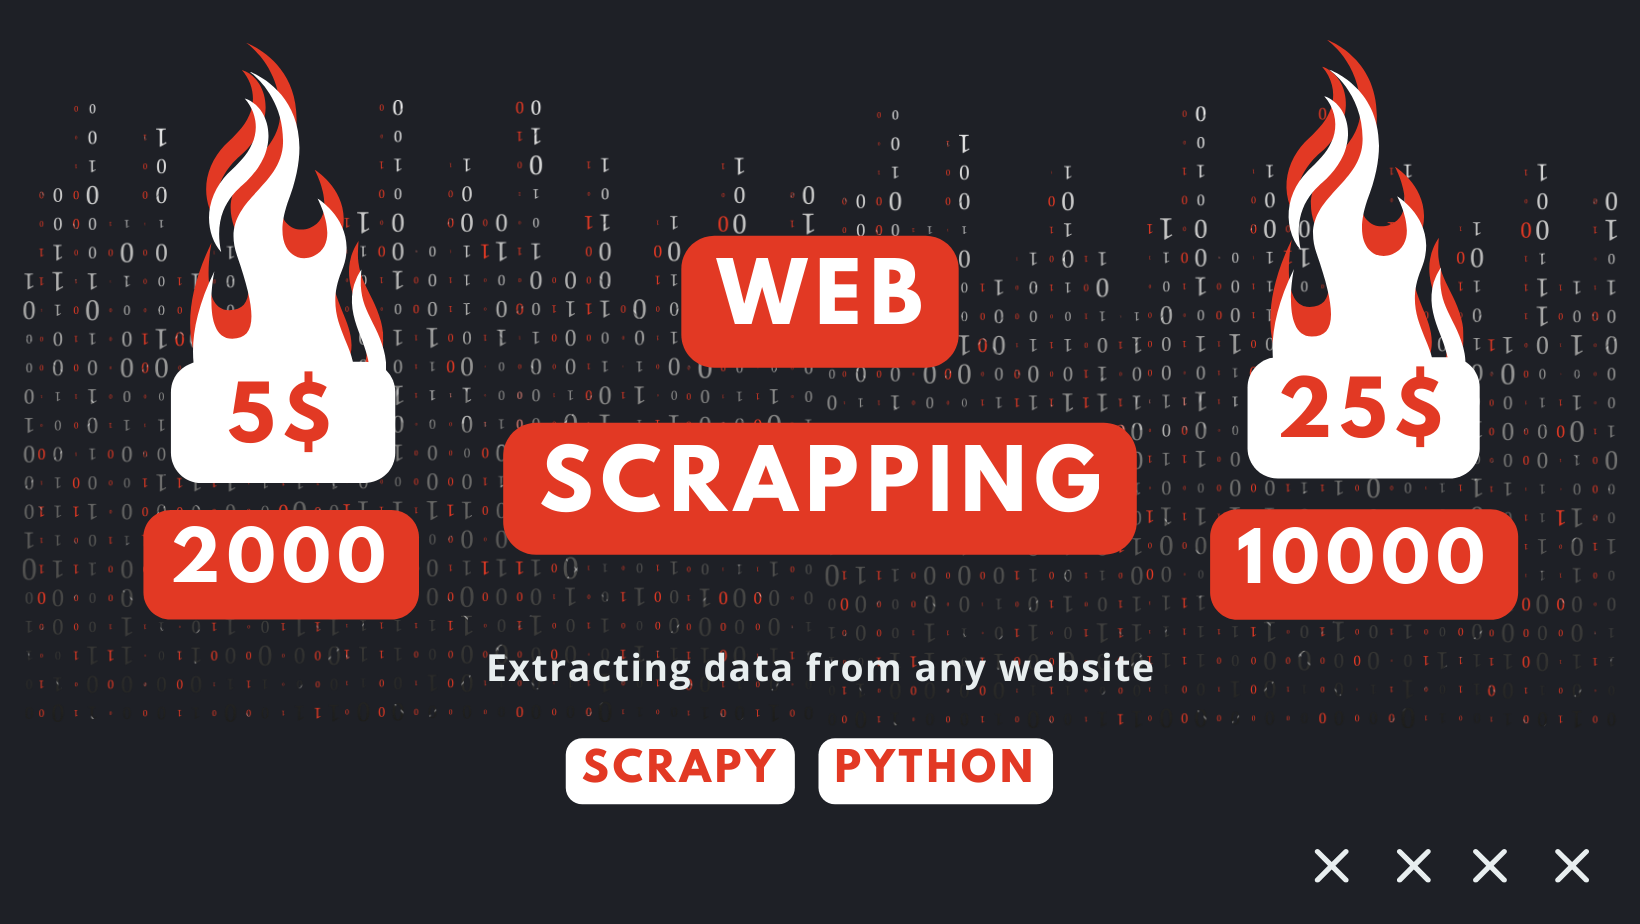 WEB
SCRAPPING
5$
2000
25$
10000
Extracting data from any website
SCRAPY
PYTHON